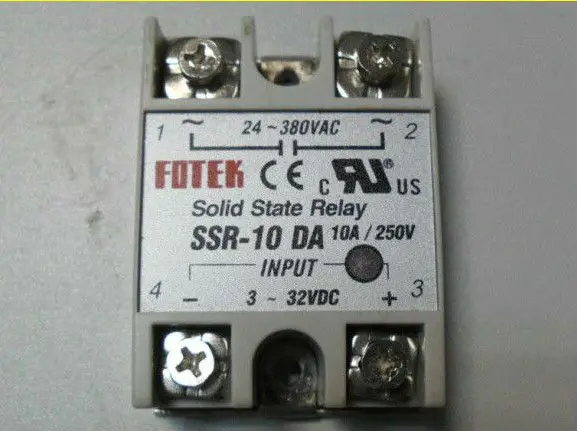 1 ~ 24~380VAC ~ 2
FOTEK CE c RU® US
Solid State Relay
SSR-10 DA 10A / 250V
INPUT
4 − 3 ~ 32VDC + 3